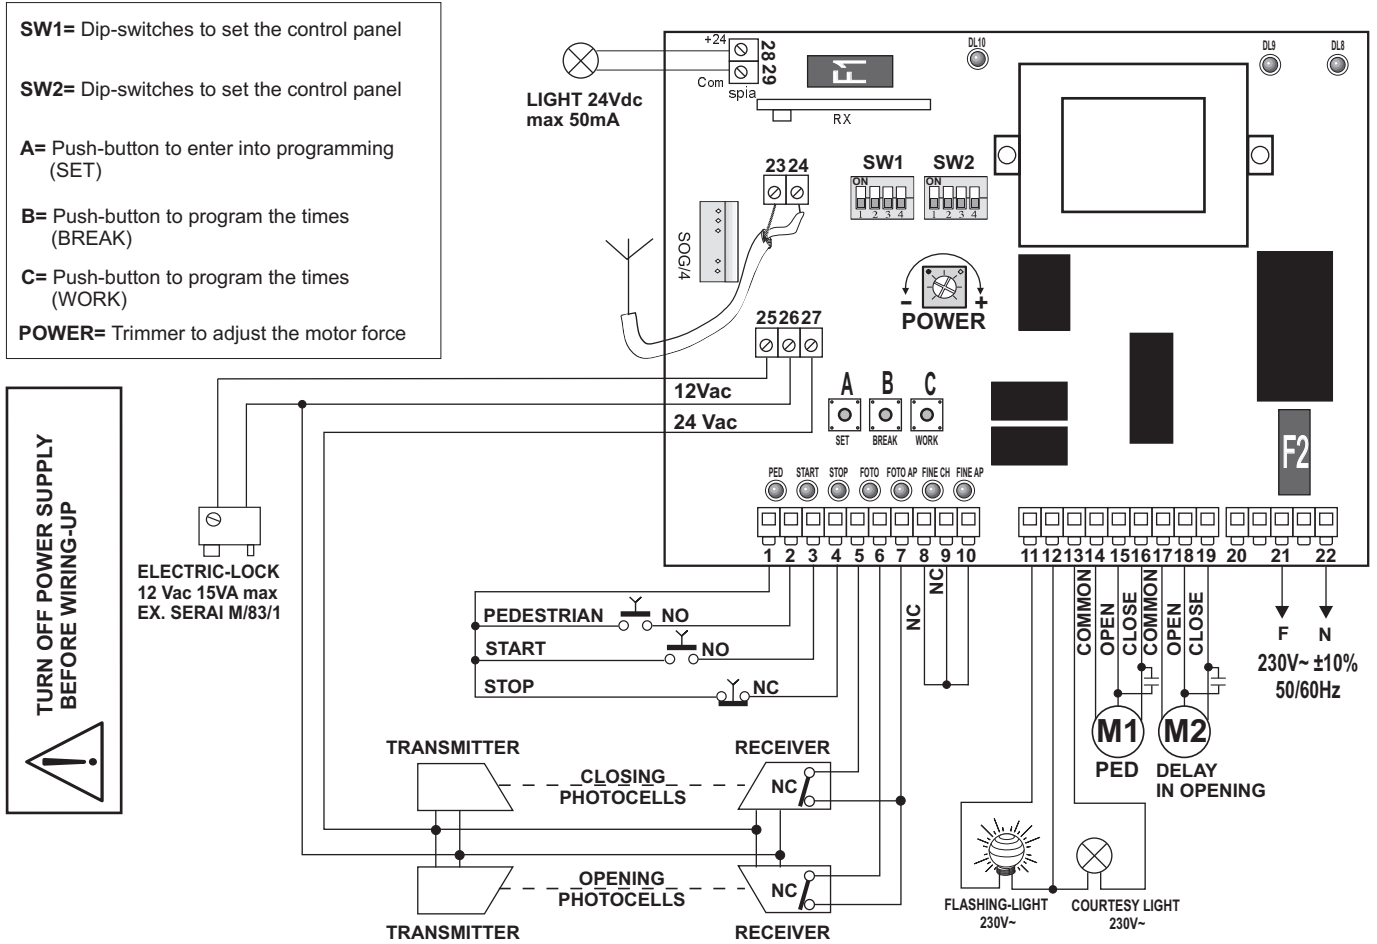 SW1= Dip-switches to set the control panel
SW2= Dip-switches to set the control panel
A= Push-button to enter into programming
(SET)
B= Push-button to program the times
(BREAK)
C= Push-button to program the times
(WORK)
POWER= Trimmer to adjust the motor force
TURN OFF POWER SUPPLY
BEFORE WIRING-UP
!
LIGHT 24Vdc
max 50mA
+24
Com
28
29
spia
F1
RX
DL10
DL9
DL8
23 24
SOG/4
SW1
SW2
ON
1 2 3 4
ON
1 2 3 4
- +
POWER
25 26 27
12Vac
24 Vac
A B C
SET BREAK WORK
F2
PED START STOP FOTO FOTO AP FINE CH FINE AP
1 2 3 4 5 6 7 8 9 10
11 12 13 14 15 16 17 18 19
20 21 22
ELECTRIC-LOCK
12 Vac 15VA max
EX. SERAI M/83/1
PEDESTRIAN NO
START NO
STOP NC
NC
NC
COMMON
OPEN
CLOSE
COMMON
OPEN
CLOSE
F N
230V~ ±10%
50/60Hz
M1
PED
M2
DELAY
IN OPENING
TRANSMITTER
RECEIVER
CLOSING
PHOTOCELLS
NC
OPENING
PHOTOCELLS
NC
TRANSMITTER
RECEIVER
FLASHING-LIGHT
230V~
COURTESY LIGHT
230V~